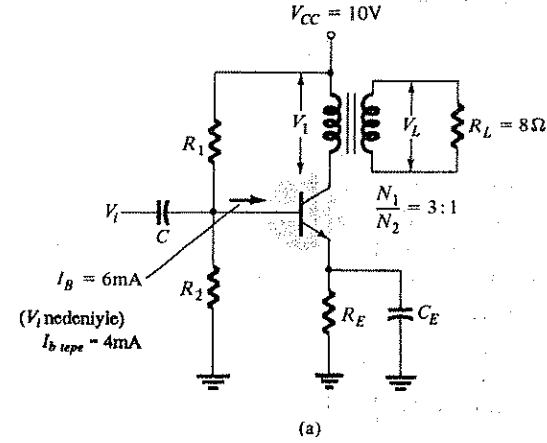 V_CC = 10V
R_1
V_1
V_L
R_L = 8Ω
N_1/N_2 = 3:1
V_i
C
I_B = 6mA
R_2
(V_i nedeniyle)
I_b tepe = 4mA
R_E
C_E
(a)